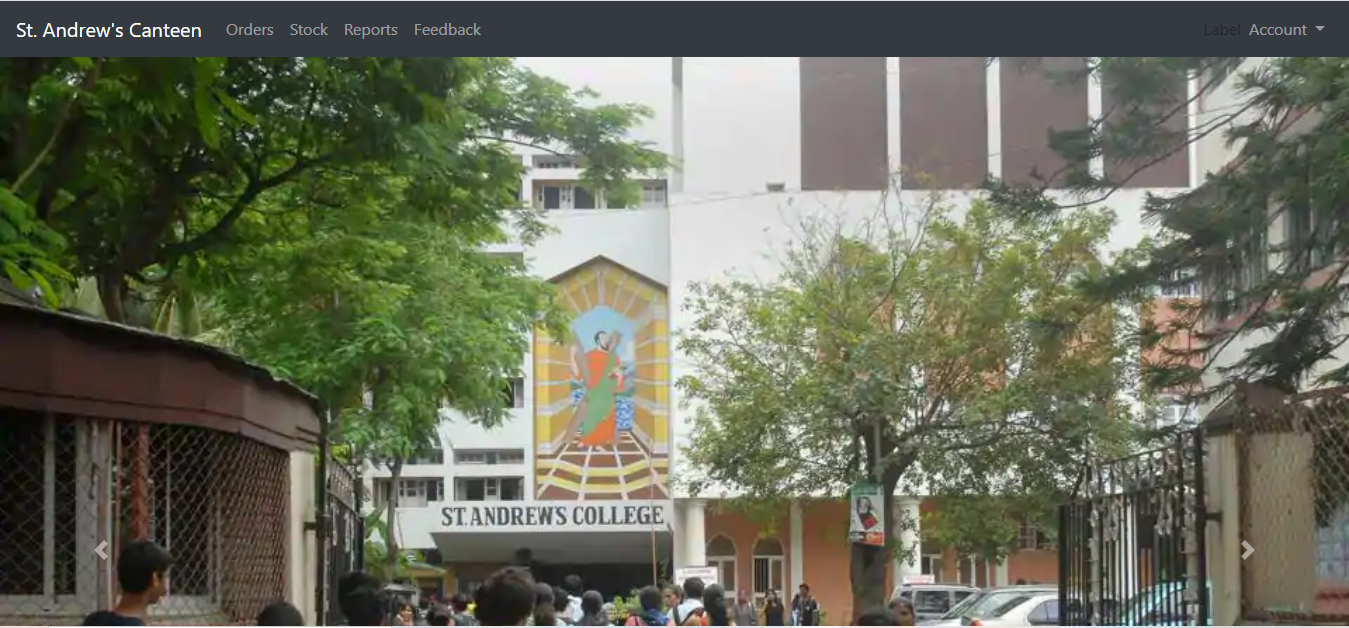 St. Andrew's Canteen Orders Stock Reports Feedback Label Account
ST. ANDREW'S COLLEGE